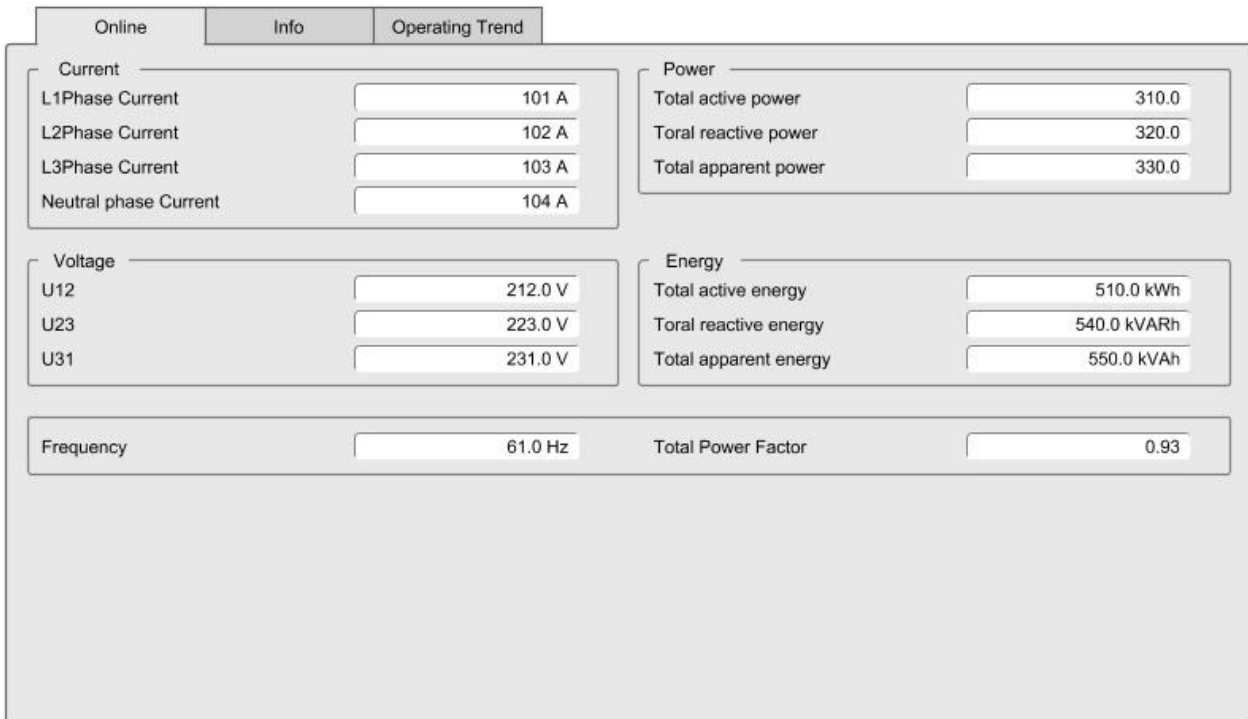 Online Info Operating Trend
Current
L1Phase Current 101 A
L2Phase Current 102 A
L3Phase Current 103 A
Neutral phase Current 104 A
Power
Total active power 310.0
Toral reactive power 320.0
Total apparent power 330.0
Voltage
U12 212.0 V
U23 223.0 V
U31 231.0 V
Energy
Total active energy 510.0 kWh
Toral reactive energy 540.0 kVARh
Total apparent energy 550.0 kVAh
Frequency 61.0 Hz Total Power Factor 0.93